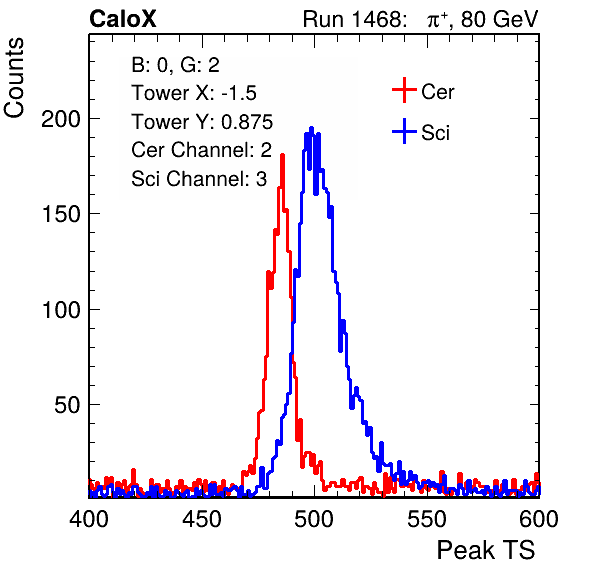 CaloX Run 1468: π⁺, 80 GeV
Counts
B: 0, G: 2
Tower X: -1.5
Tower Y: 0.875
Cer Channel: 2
Sci Channel: 3
Cer
Sci
200
150
100
50
400 450 500 550 600
Peak TS